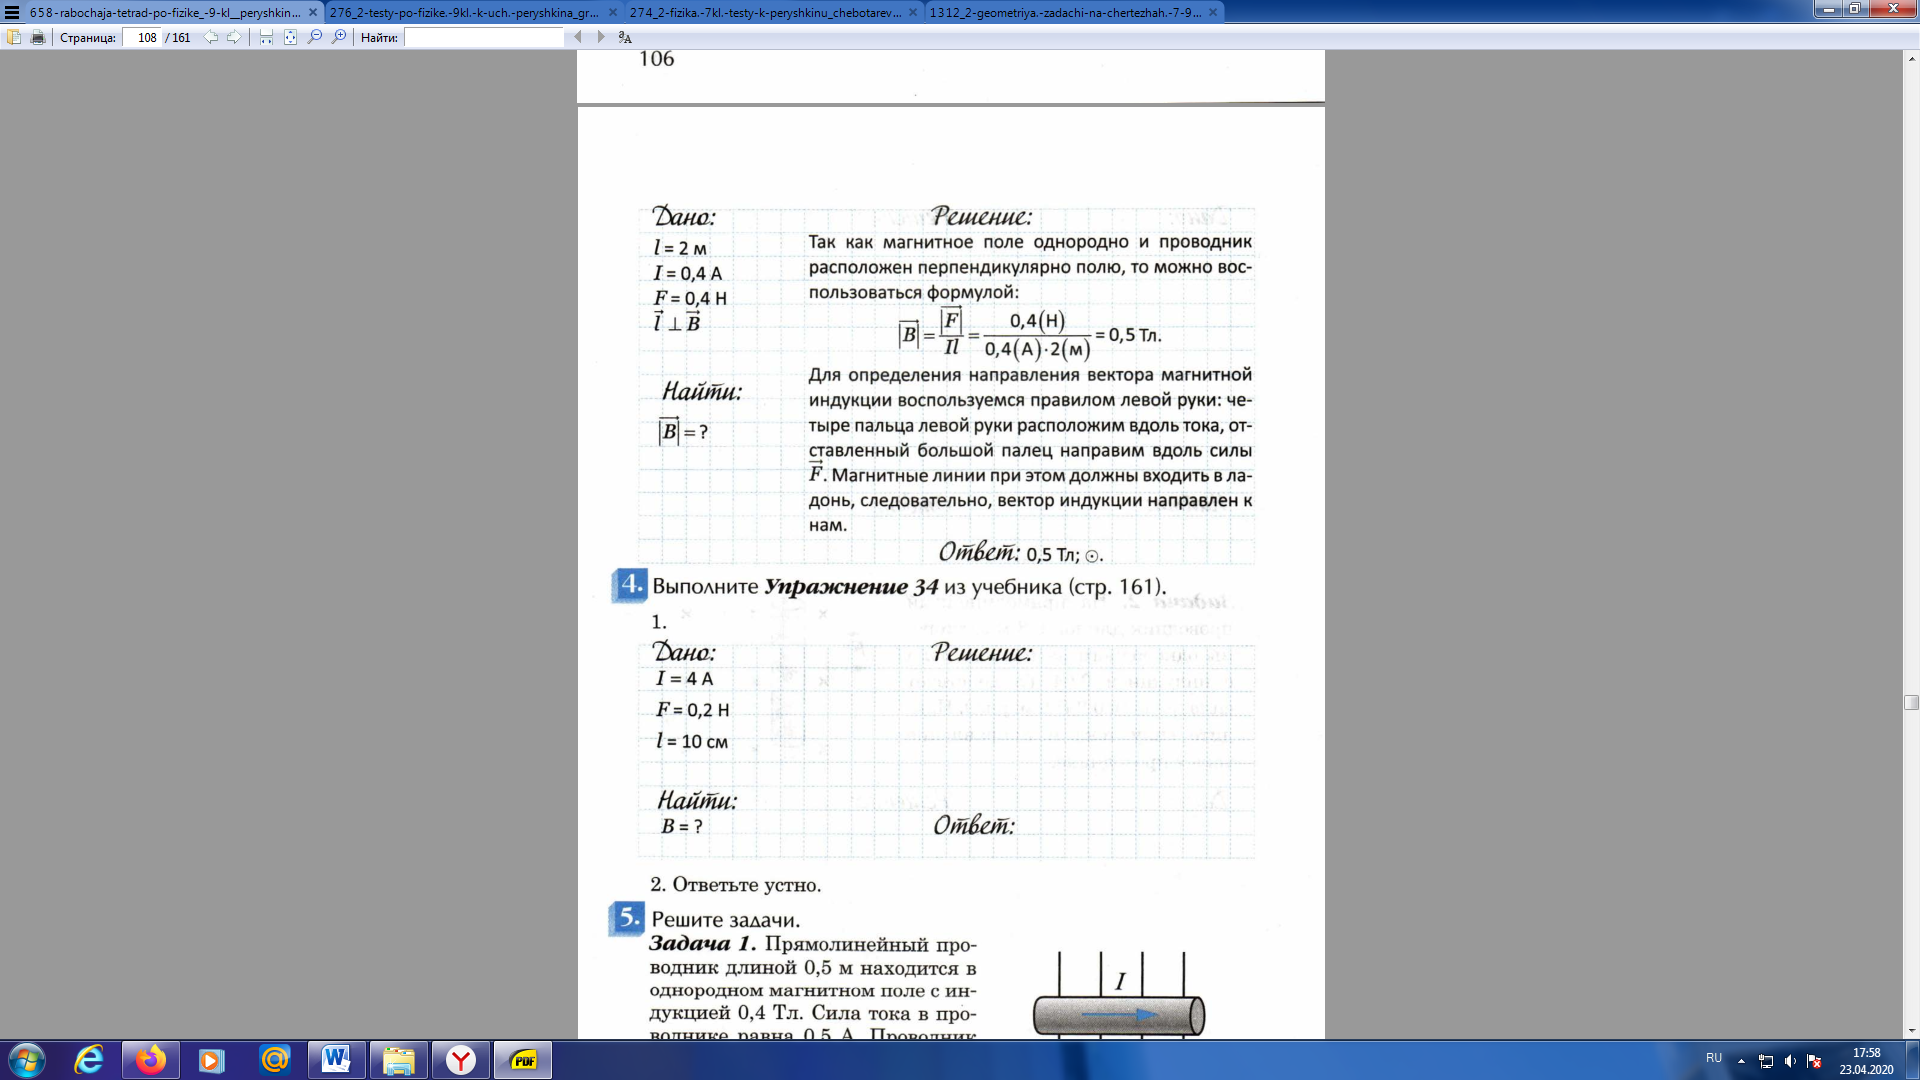 658-rabochaja-tetrad-po-fizike_-9-kl__peryshkin...
276_2-testy-po-fizike.-9kl.-k-uch.-peryshkina_gr...
274_2-fizika.-7kl.-testy-k-peryshkinu_chebotarev...
1312_2-geometriya.-zadachi-na-chertezhah.-7-9...
Страница: 108 / 161 Найти:
106
Дано:
l = 2 м
I = 0,4 А
F = 0,4 Н
l ⊥ B
Найти:
|B| = ?
Решение:
Так как магнитное поле однородно и проводник
расположен перпендикулярно полю, то можно вос-
пользоваться формулой:
|B| = |F| / Il = 0,4(Н) / 0,4(А)·2(м) = 0,5 Тл.
Для определения направления вектора магнитной
индукции воспользуемся правилом левой руки: че-
тыре пальца левой руки расположим вдоль тока, от-
ставленный большой палец направим вдоль силы
F. Магнитные линии при этом должны входить в ла-
донь, следовательно, вектор индукции направлен к
нам.
Ответ: 0,5 Тл; ⊙.
4. Выполните Упражнение 34 из учебника (стр. 161).
1.
Дано:
I = 4 А
F = 0,2 Н
l = 10 см
Найти:
B = ?
Решение:
Ответ:
2. Ответьте устно.
5. Решите задачи.
Задача 1. Прямолинейный про-
водник длиной 0,5 м находится в
однородном магнитном поле с ин-
дукцией 0,4 Тл. Сила тока в про-
воднике равна 0,5 А. Проводник
I
PDF
RU
17:58
23.04.2020